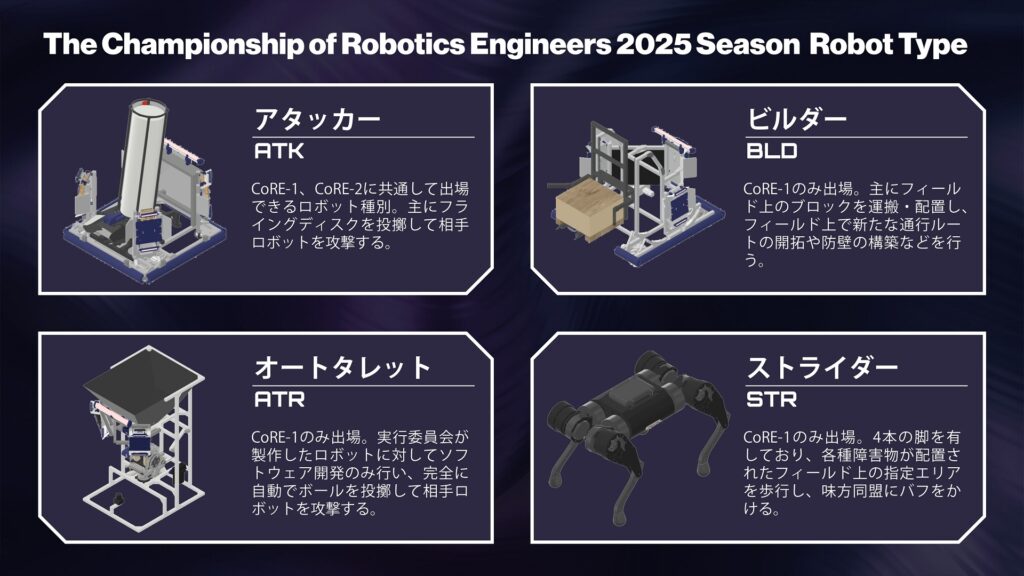 The Championship of Robotics Engineers 2025 Season Robot Type
アタッカー
ATK
CoRE-1、CoRE-2に共通して出場
できるロボット種別。主にフラ
イングディスクを投擲して相手
ロボットを攻撃する。
ビルダー
BLD
CoRE-1のみ出場。主にフィール
ド上のブロックを運搬・配置し、
フィールド上で新たな通行ルー
トの開拓や防壁の構築などを行
う。
オートタレット
ATR
CoRE-1のみ出場。実行委員会が
製作したロボットに対してソフ
トウェア開発のみ行い、完全に
自動でボールを投擲して相手ロ
ボットを攻撃する。
ストライダー
STR
CoRE-1のみ出場。4本の脚を有
しており、各種障害物が配置さ
れたフィールド上の指定エリア
を歩行し、味方同盟にバフをか
ける。